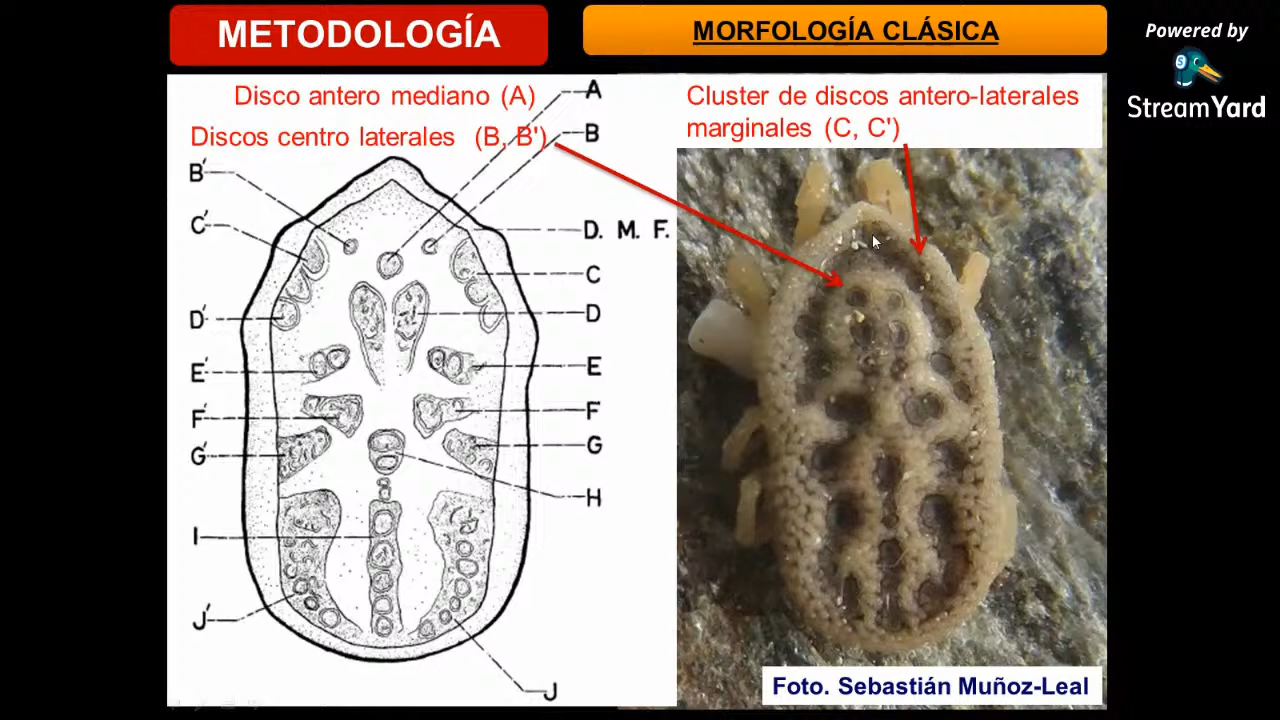 METODOLOGÍA
MORFOLOGÍA CLÁSICA
Powered by
StreamYard
Disco antero mediano (A)
Discos centro laterales (B, B')
Cluster de discos antero-laterales
marginales (C, C')
A
B
B'
C'
D. M. F.
C
D'
D
E'
E
F'
F
G'
G
H
I
J'
J
Foto. Sebastián Muñoz-Leal